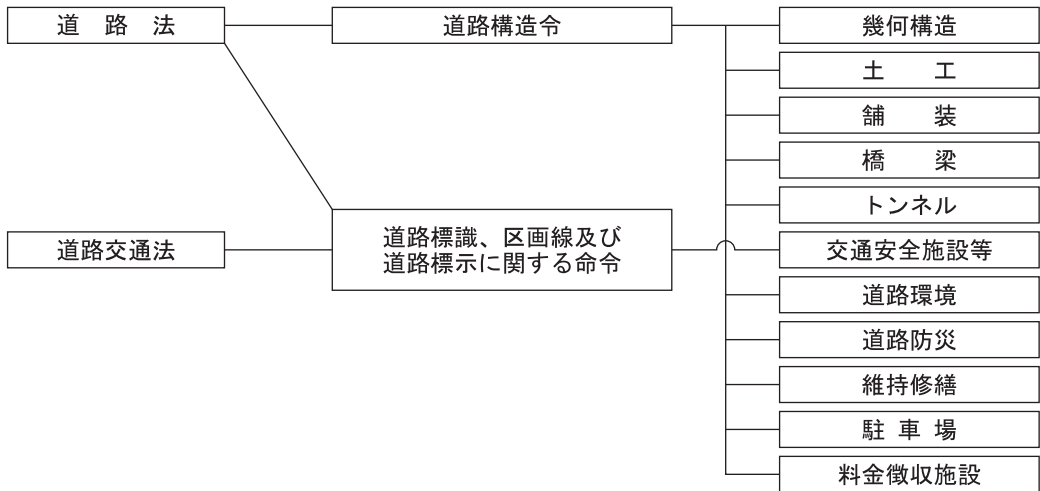 道路法
道路構造令
幾何構造
土工
舗装
橋梁
トンネル
道路交通法
道路標識、区画線及び
道路標示に関する命令
交通安全施設等
道路環境
道路防災
維持修繕
駐車場
料金徴収施設